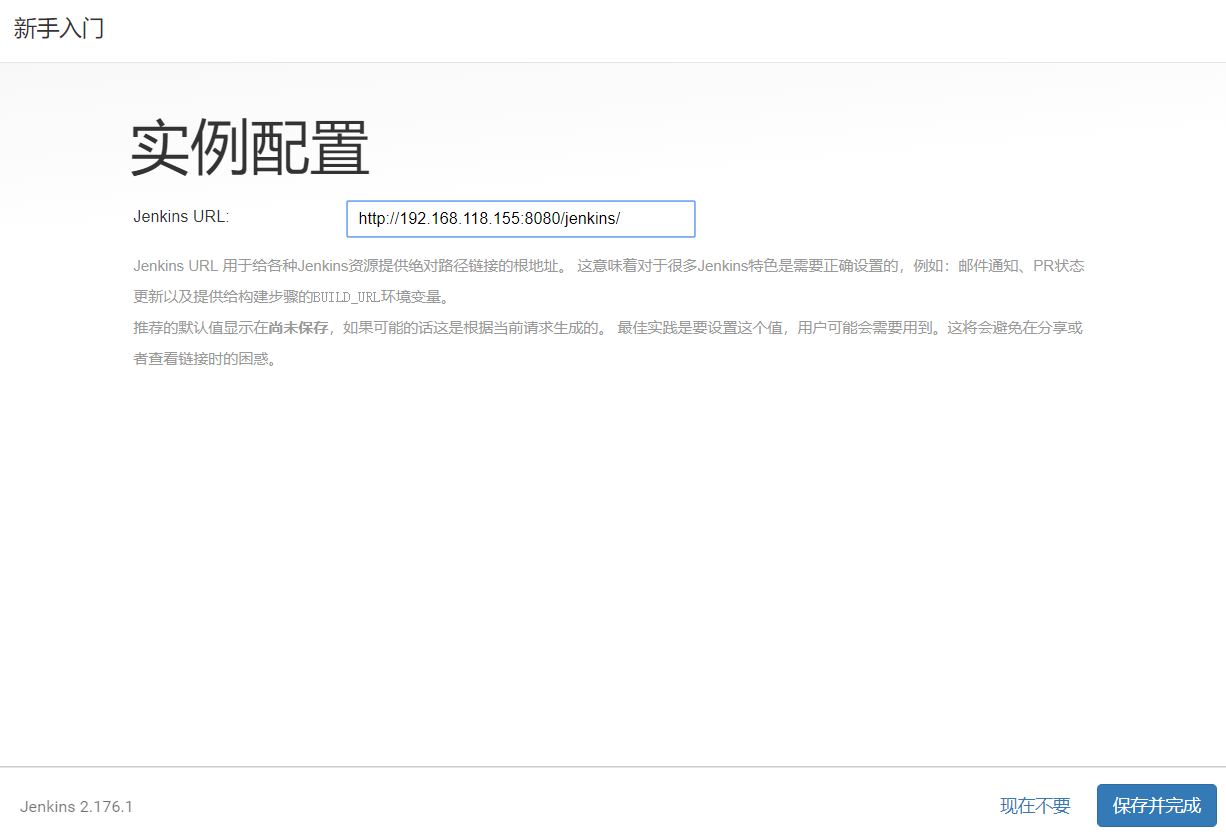 新手入门
实例配置
Jenkins URL:
http://192.168.118.155:8080/jenkins/
Jenkins URL 用于给各种Jenkins资源提供绝对路径链接的根地址。 这意味着对于很多Jenkins特色是需要正确设置的，例如：邮件通知、PR状态
更新以及提供给构建步骤的BUILD_URL环境变量。
推荐的默认值显示在尚未保存，如果可能的话这是根据当前请求生成的。 最佳实践是要设置这个值，用户可能会需要用到。这将会避免在分享或
者查看链接时的困惑。
Jenkins 2.176.1
现在不要
保存并完成